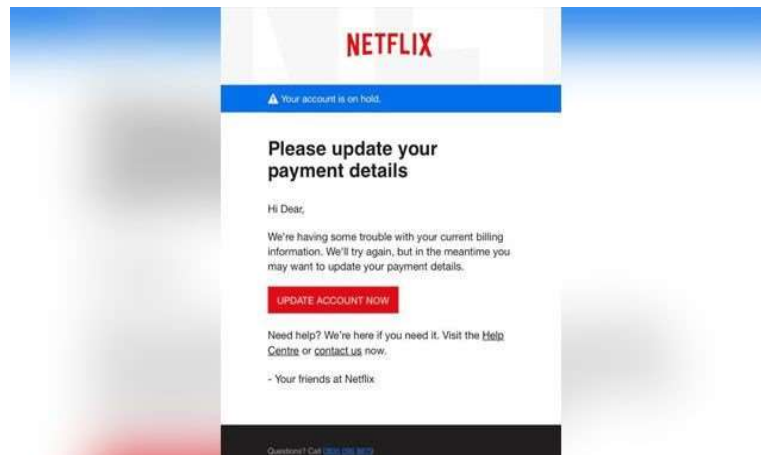 NETFLIX
Your account is on hold.
Please update your
payment details
Hi Dear,
We're having some trouble with your current billing
information. We'll try again, but in the meantime you
may want to update your payment details.
UPDATE ACCOUNT NOW
Need help? We're here if you need it. Visit the Help
Centre or contact us now.
- Your friends at Netflix
Questions? Call